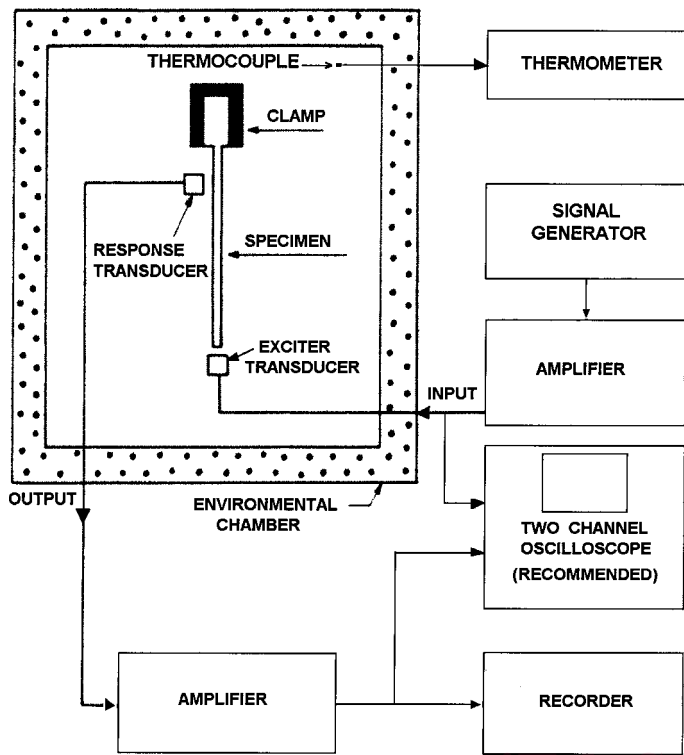 THERMOCOUPLE
THERMOMETER
CLAMP
SIGNAL
GENERATOR
RESPONSE
TRANSDUCER
SPECIMEN
EXCITER
TRANSDUCER
AMPLIFIER
INPUT
OUTPUT
ENVIRONMENTAL
CHAMBER
TWO CHANNEL
OSCILLOSCOPE
(RECOMMENDED)
AMPLIFIER
RECORDER